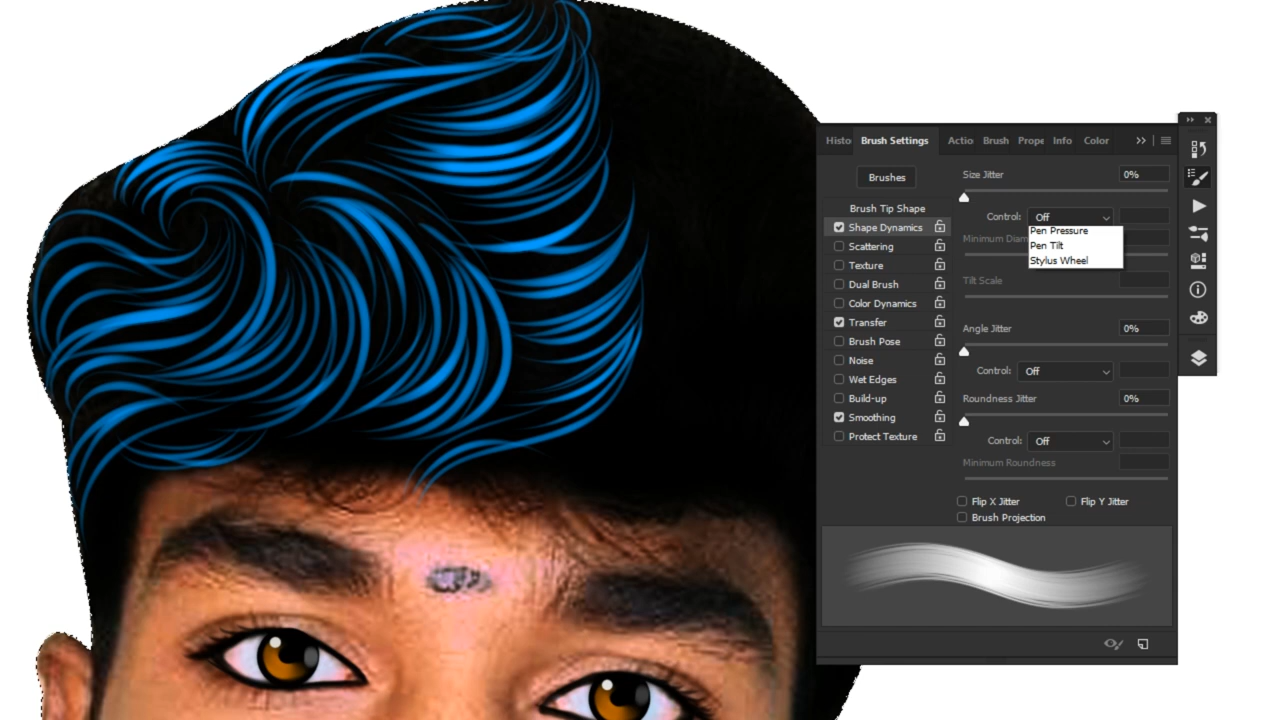 Histo Brush Settings Actio Brush Prope Info Color
Brushes
Brush Tip Shape
Shape Dynamics
Scattering
Texture
Dual Brush
Color Dynamics
Transfer
Brush Pose
Noise
Wet Edges
Build-up
Smoothing
Protect Texture
Size Jitter 0%
Control: Off
Pen Pressure
Minimum Diam
Pen Tilt
Stylus Wheel
Tilt Scale
Angle Jitter 0%
Control: Off
Roundness Jitter 0%
Control: Off
Minimum Roundness
Flip X Jitter Flip Y Jitter
Brush Projection